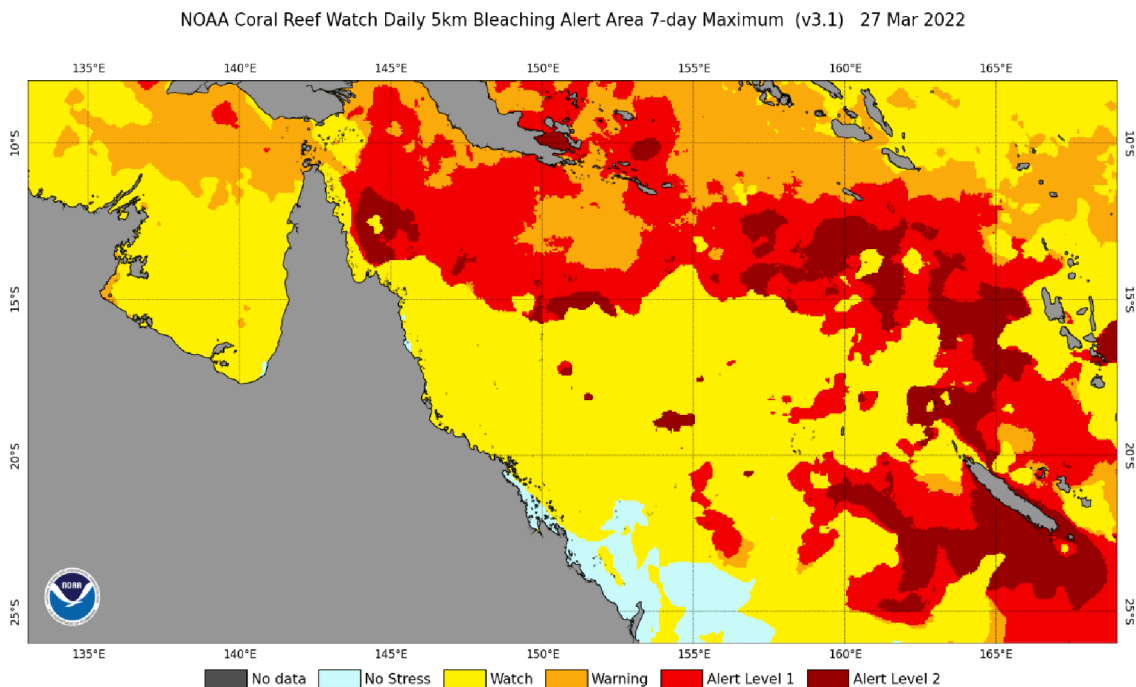 NOAA Coral Reef Watch Daily 5km Bleaching Alert Area 7-day Maximum (v3.1) 27 Mar 2022
135°E 140°E 145°E 150°E 155°E 160°E 165°E
10°S 10°S
15°S 15°S
20°S 20°S
25°S 25°S
NOAA
135°E 140°E 145°E 150°E 155°E 160°E 165°E
No data No Stress Watch Warning Alert Level 1 Alert Level 2